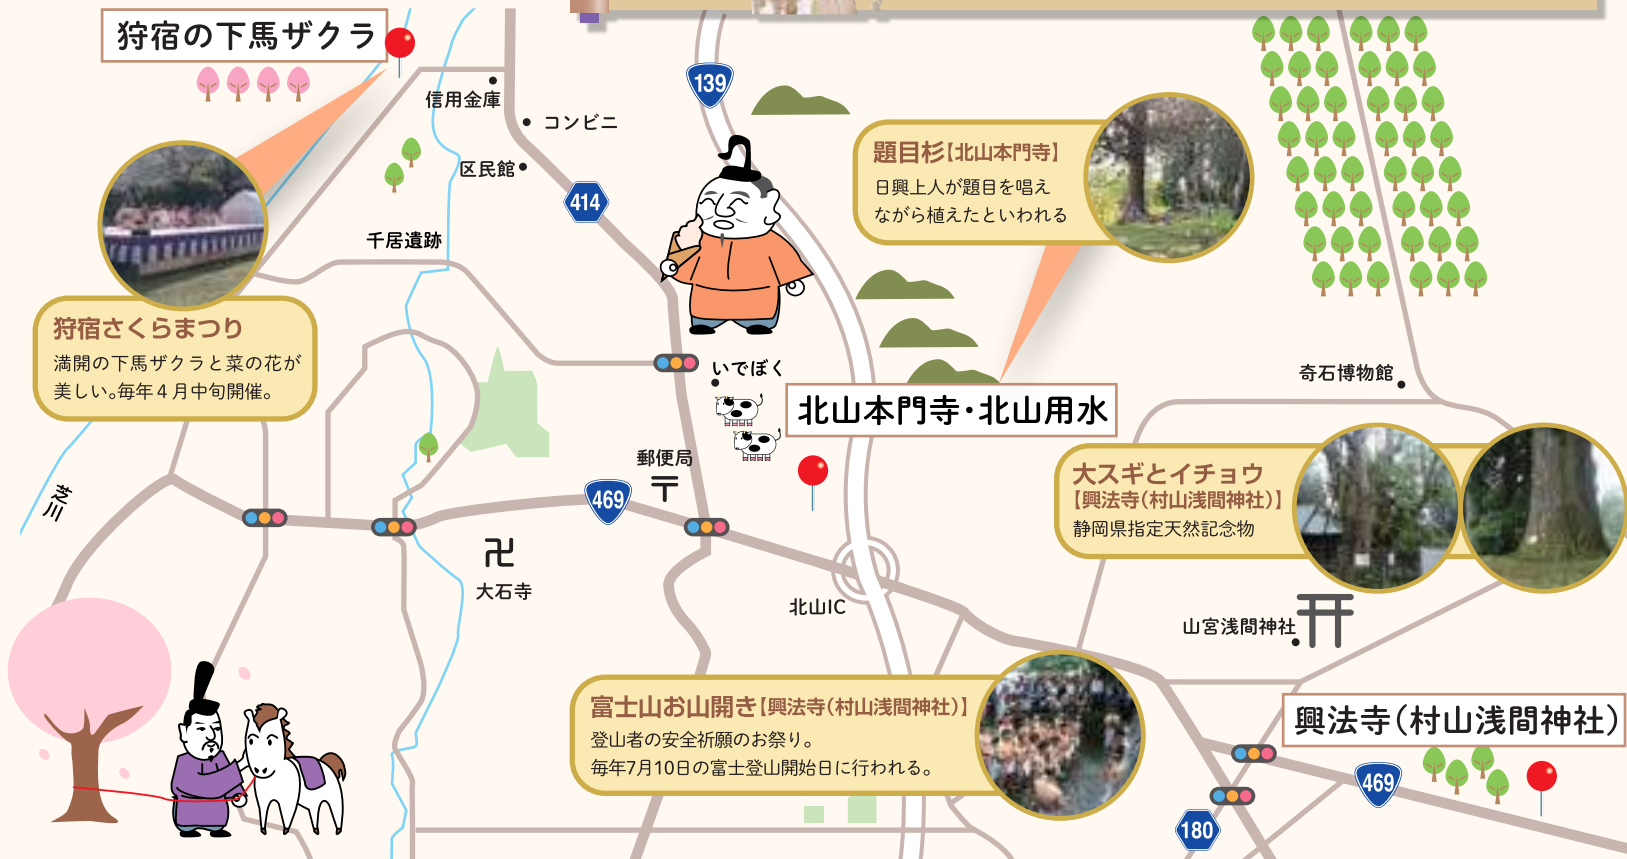 狩宿の下馬ザクラ
信用金庫
コンビニ
区民館
139
414
千居遺跡
題目杉【北山本門寺】
日興上人が題目を唱え
ながら植えたといわれる
狩宿さくらまつり
満開の下馬ザクラと菜の花が
美しい。毎年４月中旬開催。
いでぼく
北山本門寺・北山用水
奇石博物館
郵便局
〒
469
芝川
卍
大石寺
大スギとイチョウ
【興法寺（村山浅間神社）】
静岡県指定天然記念物
北山IC
山宮浅間神社
富士山お山開き【興法寺（村山浅間神社）】
登山者の安全祈願のお祭り。
毎年7月10日の富士登山開始日に行われる。
興法寺（村山浅間神社）
469
180